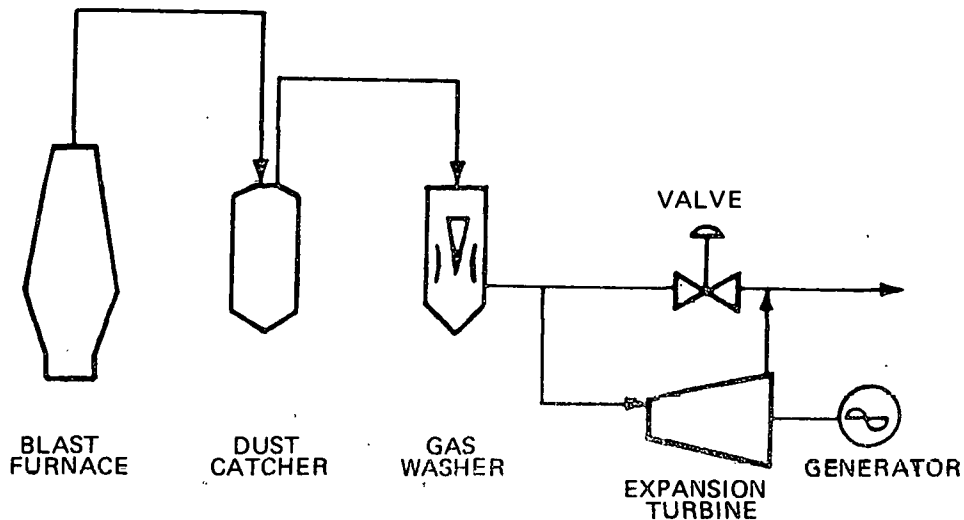 VALVE
BLAST
FURNACE
DUST
CATCHER
GAS
WASHER
EXPANSION
TURBINE
GENERATOR